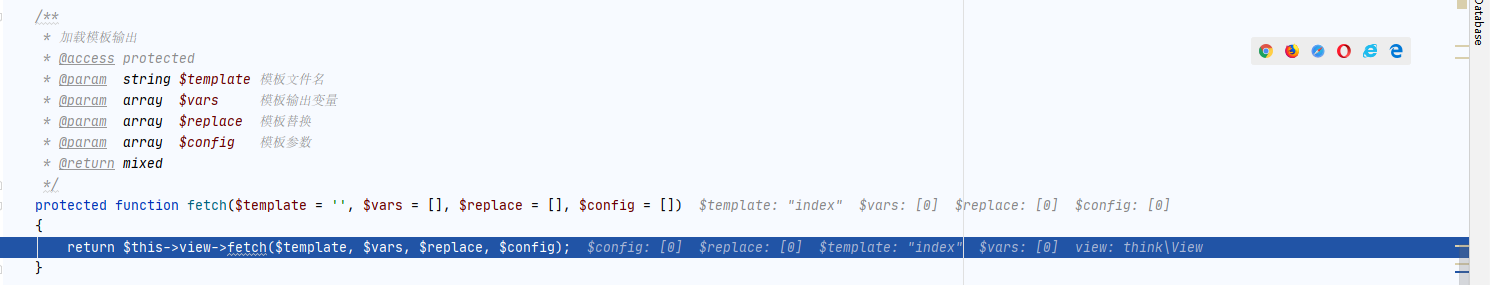 /**
 * 加载模板输出
 * @access protected
 * @param  string $template 模板文件名
 * @param  array  $vars     模板输出变量
 * @param  array  $replace  模板替换
 * @param  array  $config   模板参数
 * @return mixed
 */
protected function fetch($template = '', $vars = [], $replace = [], $config = [])  $template: "index"  $vars: [0]  $replace: [0]  $config: [0]
{
    return $this->view->fetch($template, $vars, $replace, $config);  $config: [0]  $replace: [0]  $template: "index"  $vars: [0]  view: think\View
}
Database